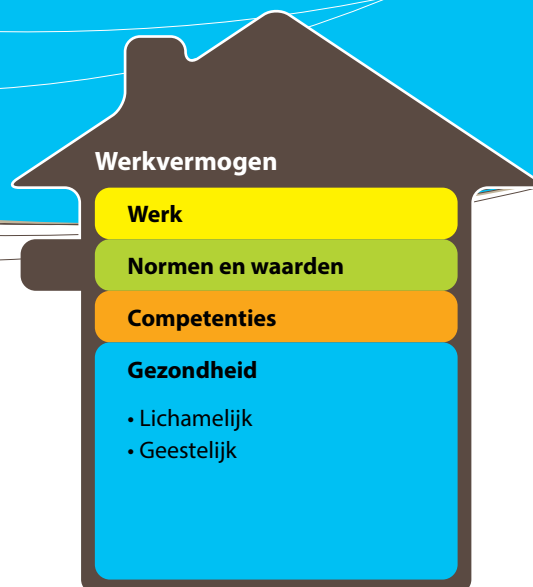 Werkvermogen
Werk
Normen en waarden
Competenties
Gezondheid
• Lichamelijk
• Geestelijk